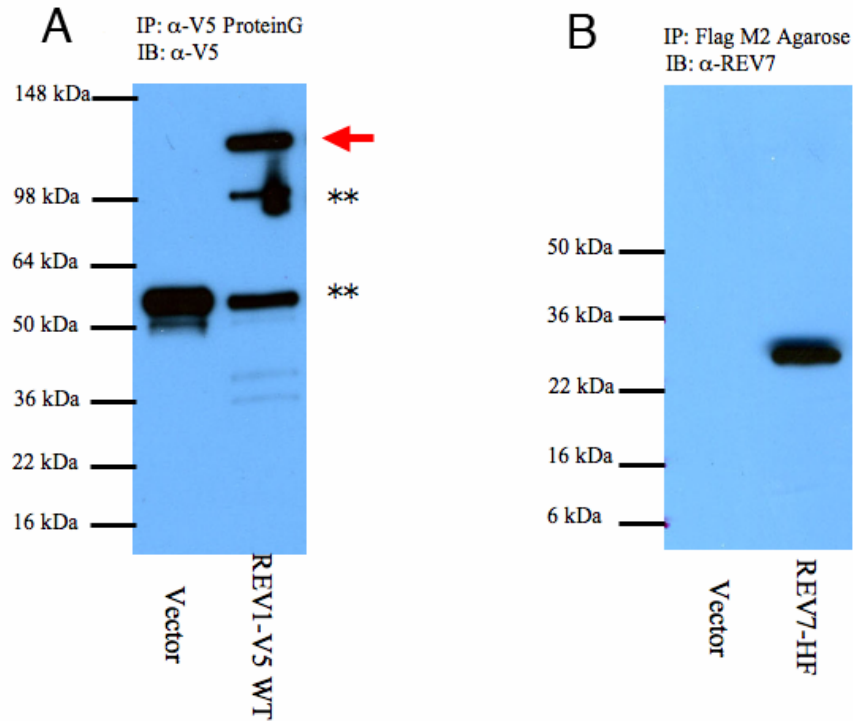 A
IP: α-V5 ProteinG
IB: α-V5
148 kDa
98 kDa
**
64 kDa
**
50 kDa
36 kDa
22 kDa
16 kDa
Vector
REV1-V5 WT
B
IP: Flag M2 Agarose
IB: α-REV7
50 kDa
36 kDa
22 kDa
16 kDa
6 kDa
Vector
REV7-HF